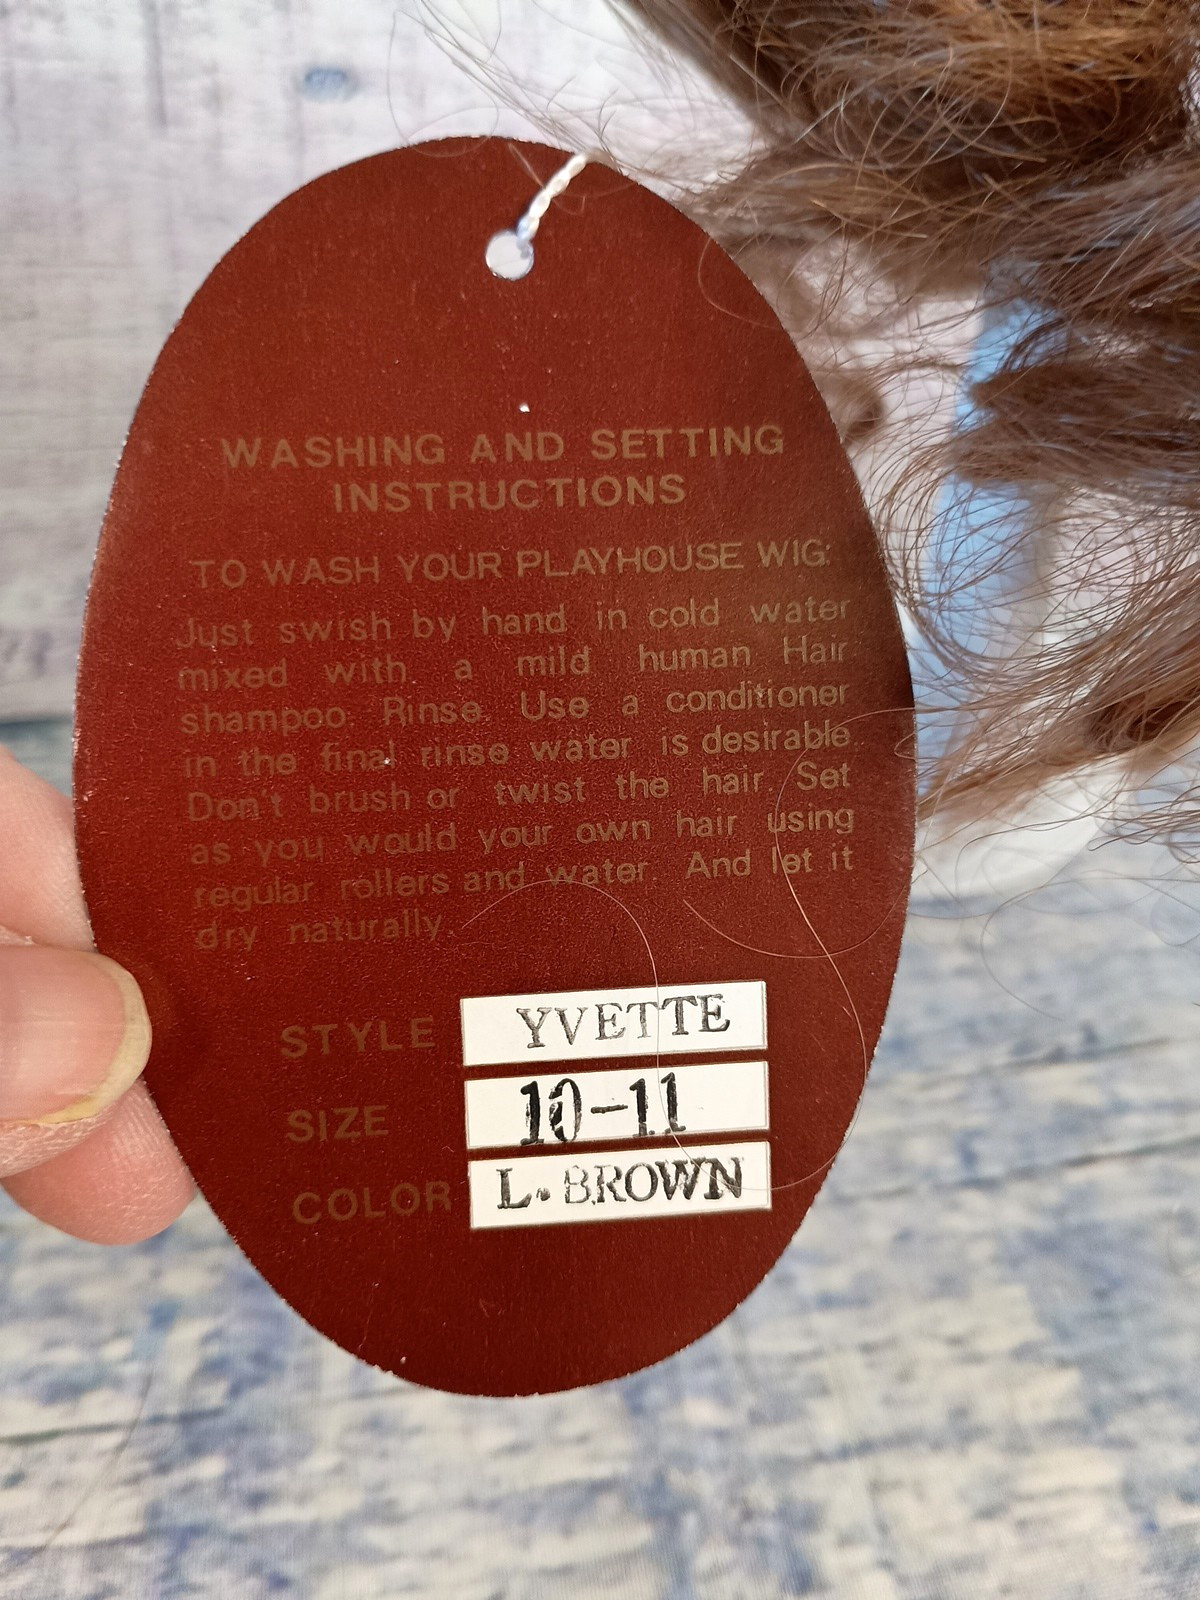 WASHING AND SETTING
INSTRUCTIONS
TO WASH YOUR PLAYHOUSE WIG:
Just swish by hand in cold water
mixed with a mild human Hair
shampoo. Rinse. Use a conditioner
in the final rinse water is desirable
Don't brush or twist the hair. Set
as you would your own hair using
regular rollers and water. And let it
dry naturally.
STYLE YVETTE
SIZE 10-11
COLOR L. BROWN